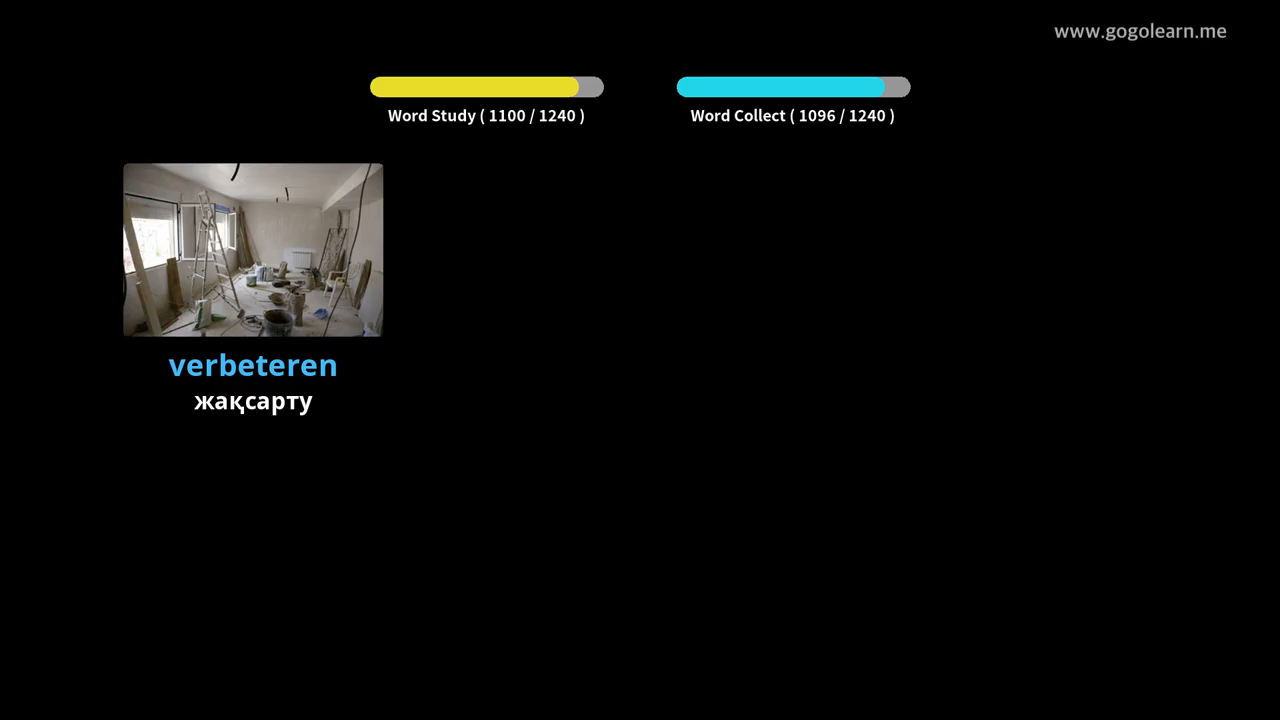 www.gogolearn.me
Word Study ( 1100 / 1240 )
Word Collect ( 1096 / 1240 )
verbeteren
жақсарту